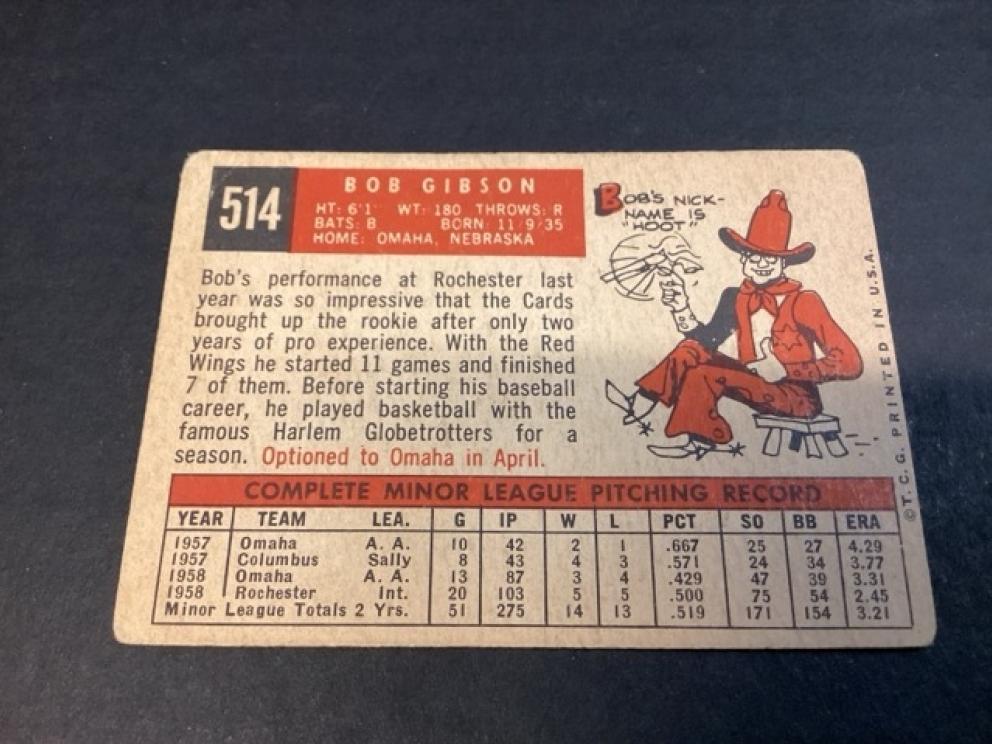 514
BOB GIBSON
HT: 6'1" WT: 180 THROWS: R
BATS: B BORN: 11/9/35
HOME: OMAHA, NEBRASKA
BOB'S NICK-
NAME IS
"HOOT"
Bob's performance at Rochester last
year was so impressive that the Cards
brought up the rookie after only two
years of pro experience. With the Red
Wings he started 11 games and finished
7 of them. Before starting his baseball
career, he played basketball with the
famous Harlem Globetrotters for a
season. Optioned to Omaha in April.
COMPLETE MINOR LEAGUE PITCHING RECORD
YEAR TEAM LEA. G IP W L PCT SO BB ERA
1957 Omaha A. A. 10 42 2 1 .667 25 27 4.29
1957 Columbus Sally 8 43 4 3 .571 24 34 3.77
1958 Omaha A. A. 13 87 3 4 .429 47 39 3.31
1958 Rochester Int. 20 103 5 5 .500 75 54 2.45
Minor League Totals 2 Yrs. 51 275 14 13 .519 171 154 3.21
©T. C. G. PRINTED IN U.S.A.